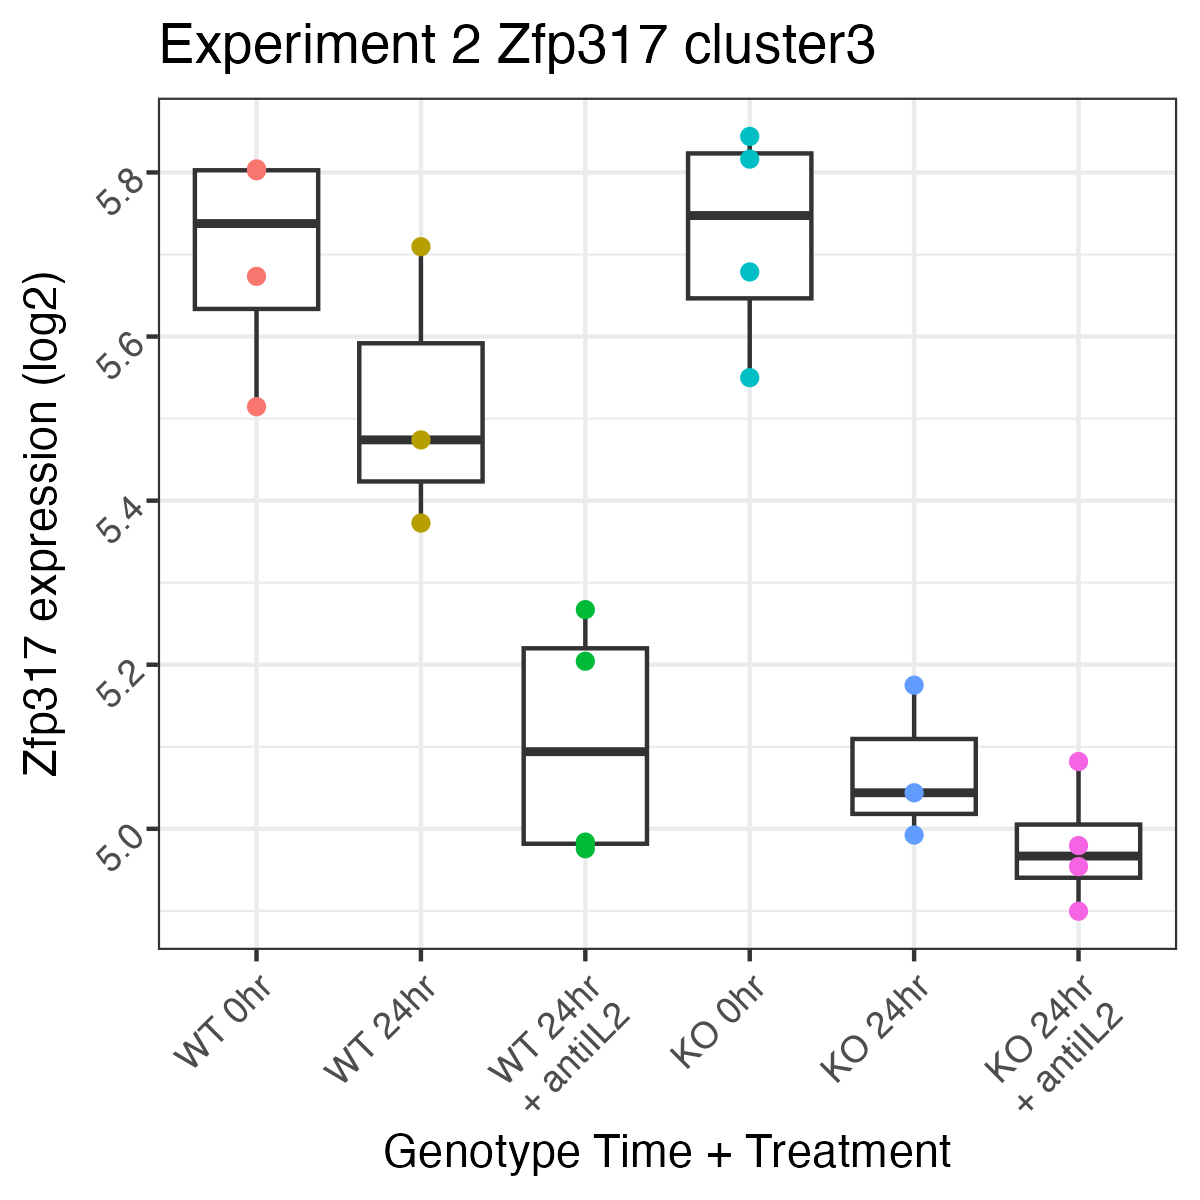 Experiment 2 Zfp317 cluster3
Zfp317 expression (log2)
5.8
5.6
5.4
5.2
5.0
WT 0hr
WT 24hr
WT 24hr
+ antiIL2
KO 0hr
KO 24hr
KO 24hr
+ antiIL2
Genotype Time + Treatment